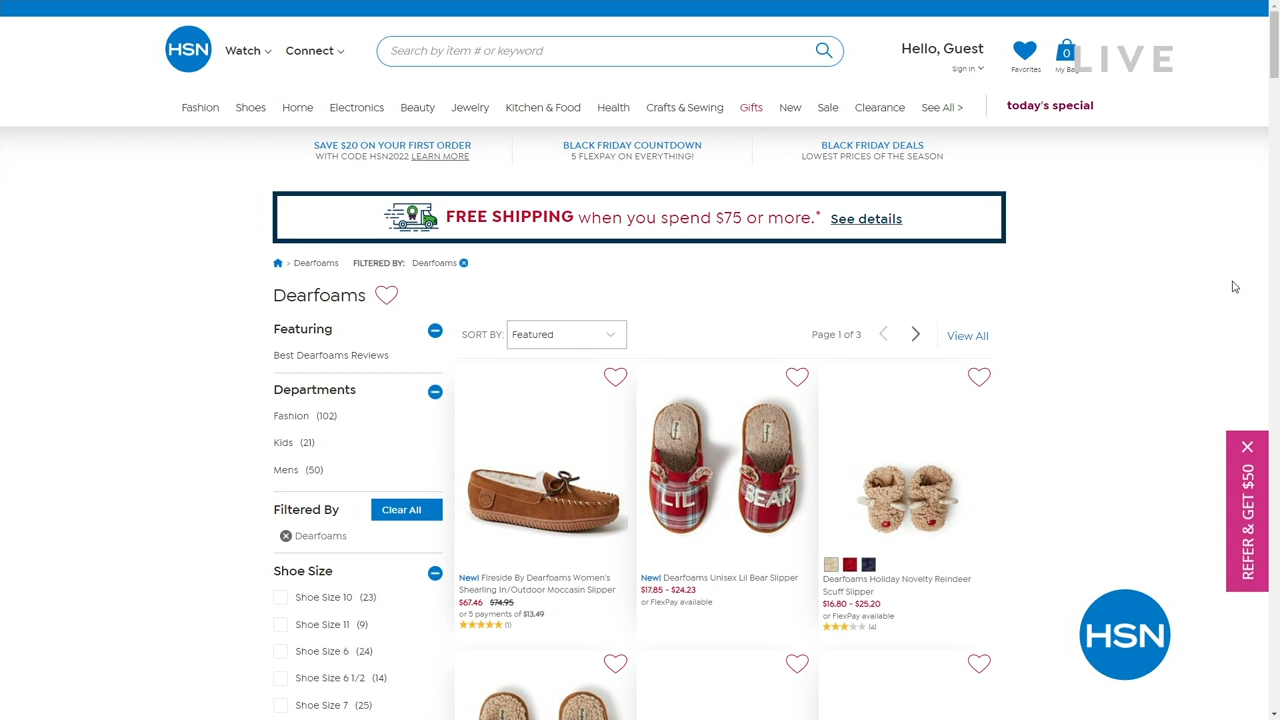 HSN
Watch
Connect
Search by item # or keyword
Hello, Guest
Sign In
Favorites
0
LIVE
Fashion Shoes Home Electronics Beauty Jewelry Kitchen & Food Health Crafts & Sewing Gifts New Sale Clearance See All > today's special
SAVE $20 ON YOUR FIRST ORDER
WITH CODE HSN2022 LEARN MORE
BLACK FRIDAY COUNTDOWN
5 FLEXPAY ON EVERYTHING!
BLACK FRIDAY DEALS
LOWEST PRICES OF THE SEASON
FREE SHIPPING when you spend $75 or more.* See details
> Dearfoams FILTERED BY: Dearfoams
Dearfoams
Featuring
Best Dearfoams Reviews
Departments
Fashion (102)
Kids (21)
Mens (50)
Filtered By Clear All
Dearfoams
Shoe Size
Shoe Size 10 (23)
Shoe Size 11 (9)
Shoe Size 6 (24)
Shoe Size 6 1/2 (14)
Shoe Size 7 (25)
SORT BY: Featured
Page 1 of 3
View All
New! Fireside By Dearfoams Women's
Shearling In/Outdoor Moccasin Slipper
$67.46 $74.95
or 5 payments of $13.49
(1)
LIL BEAR
New! Dearfoams Unisex Lil Bear Slipper
$17.85 - $24.23
or FlexPay available
Dearfoams Holiday Novelty Reindeer
Scuff Slipper
$16.80 - $25.20
or FlexPay available
(4)
REFER & GET $50
HSN